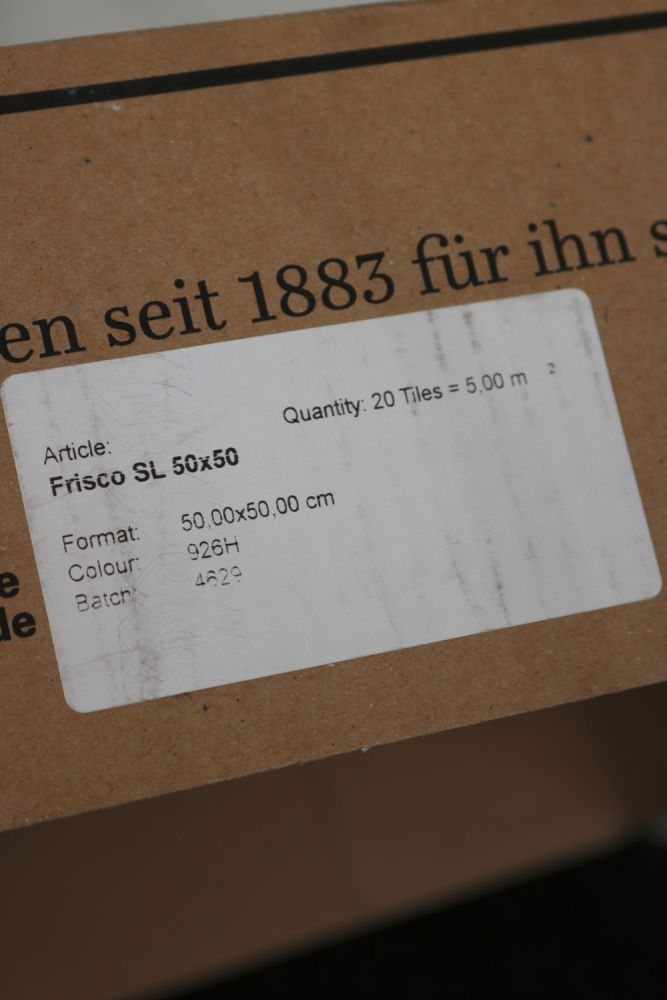 en seit 1883 für ihn s
Quantity: 20 Tiles = 5,00 m ²
Article:
Frisco SL 50x50
Format: 50,00x50,00 cm
Colour: 926H
Batch: 4629
e
de